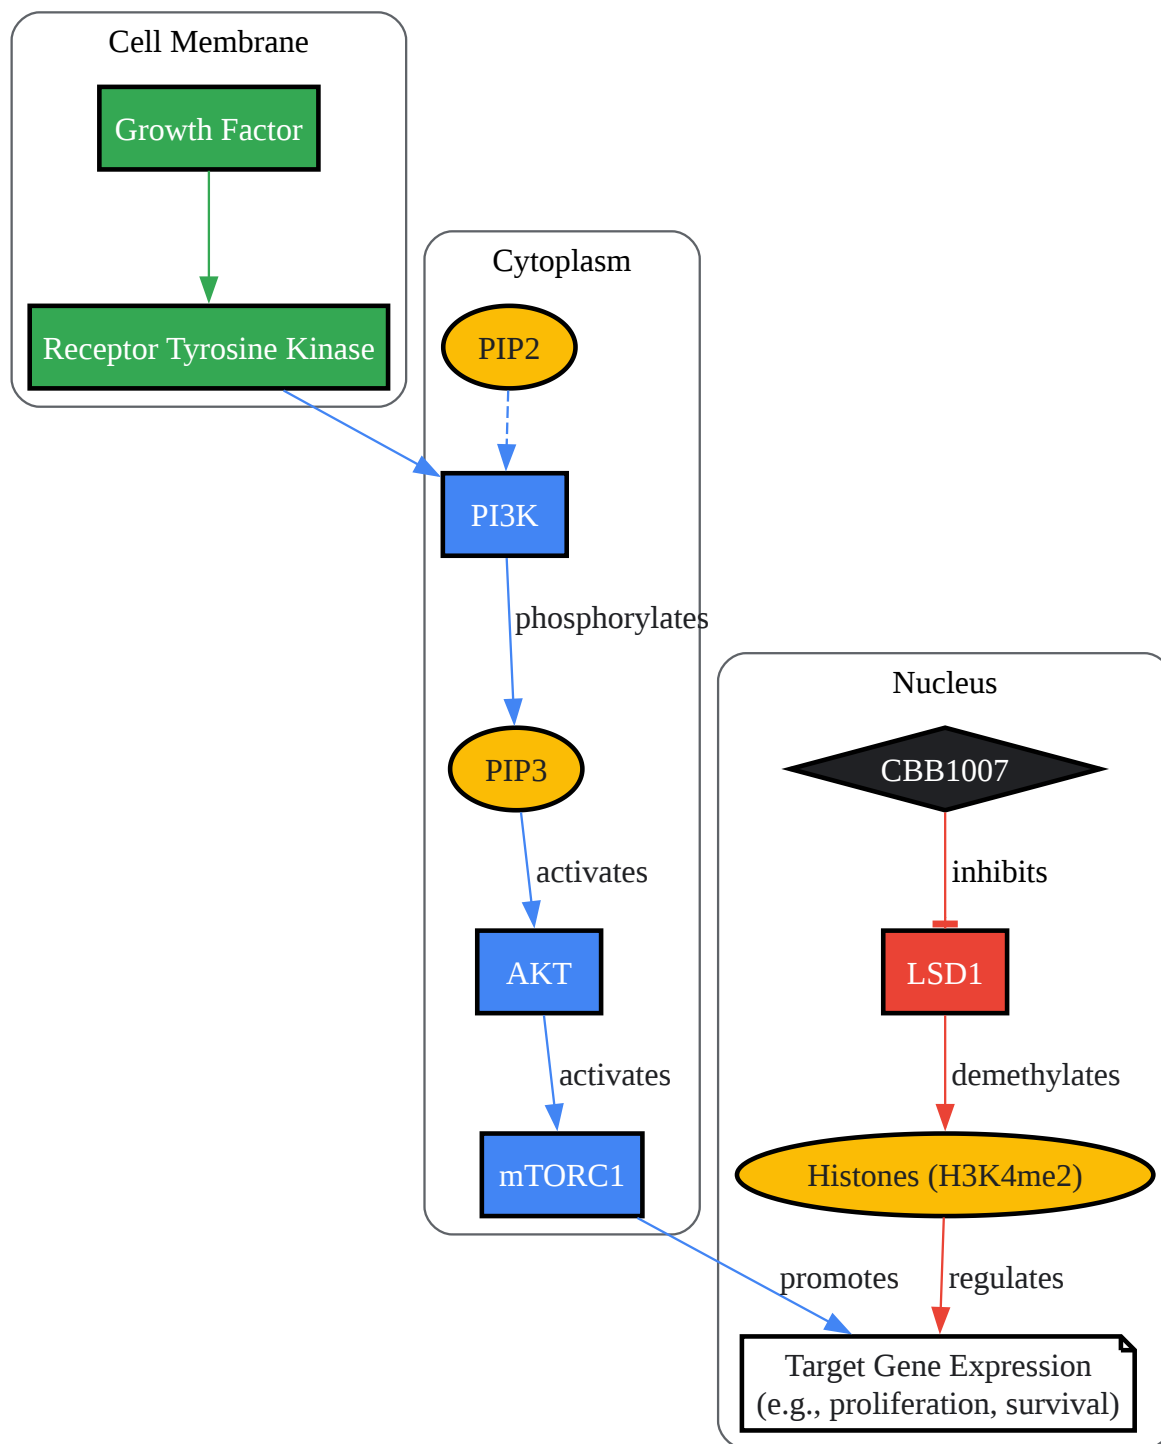 Cell Membrane
Growth Factor
Receptor Tyrosine Kinase
Cytoplasm
PIP2
PI3K
phosphorylates
PIP3
activates
AKT
activates
mTORC1
promotes
Nucleus
CBB1007
inhibits
LSD1
demethylates
Histones (H3K4me2)
regulates
Target Gene Expression
(e.g., proliferation, survival)